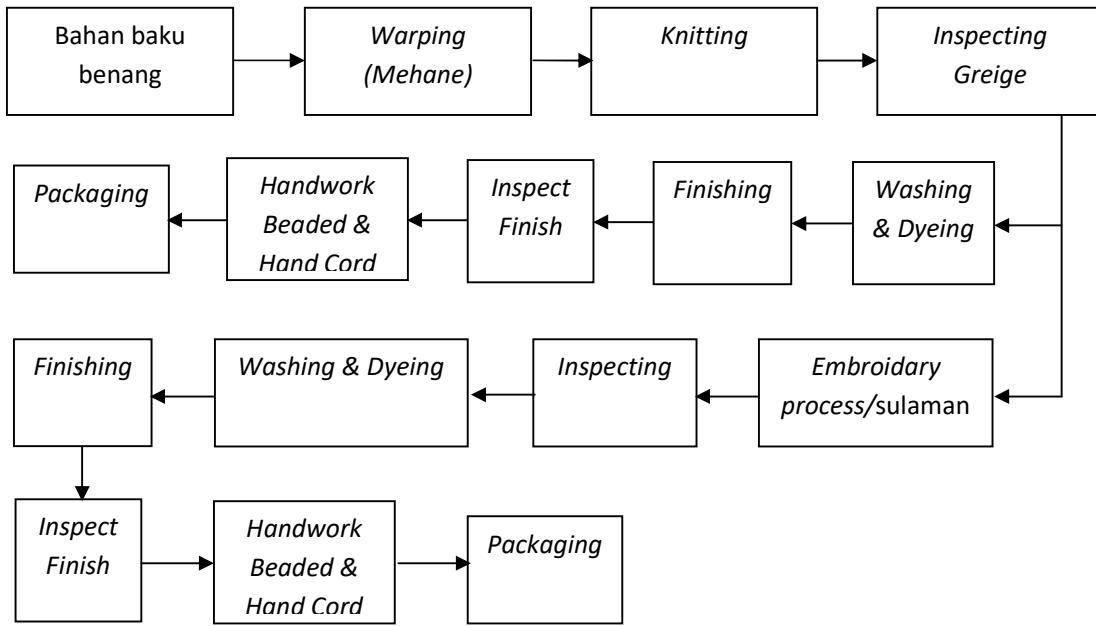 Bahan baku
benang
Warping
(Mehane)
Knitting
Inspecting
Greige
Packaging
Handwork
Beaded &
Hand Cord
Inspect
Finish
Finishing
Washing
& Dyeing
Finishing
Washing & Dyeing
Inspecting
Embroidary
process/sulaman
Inspect
Finish
Handwork
Beaded &
Hand Cord
Packaging